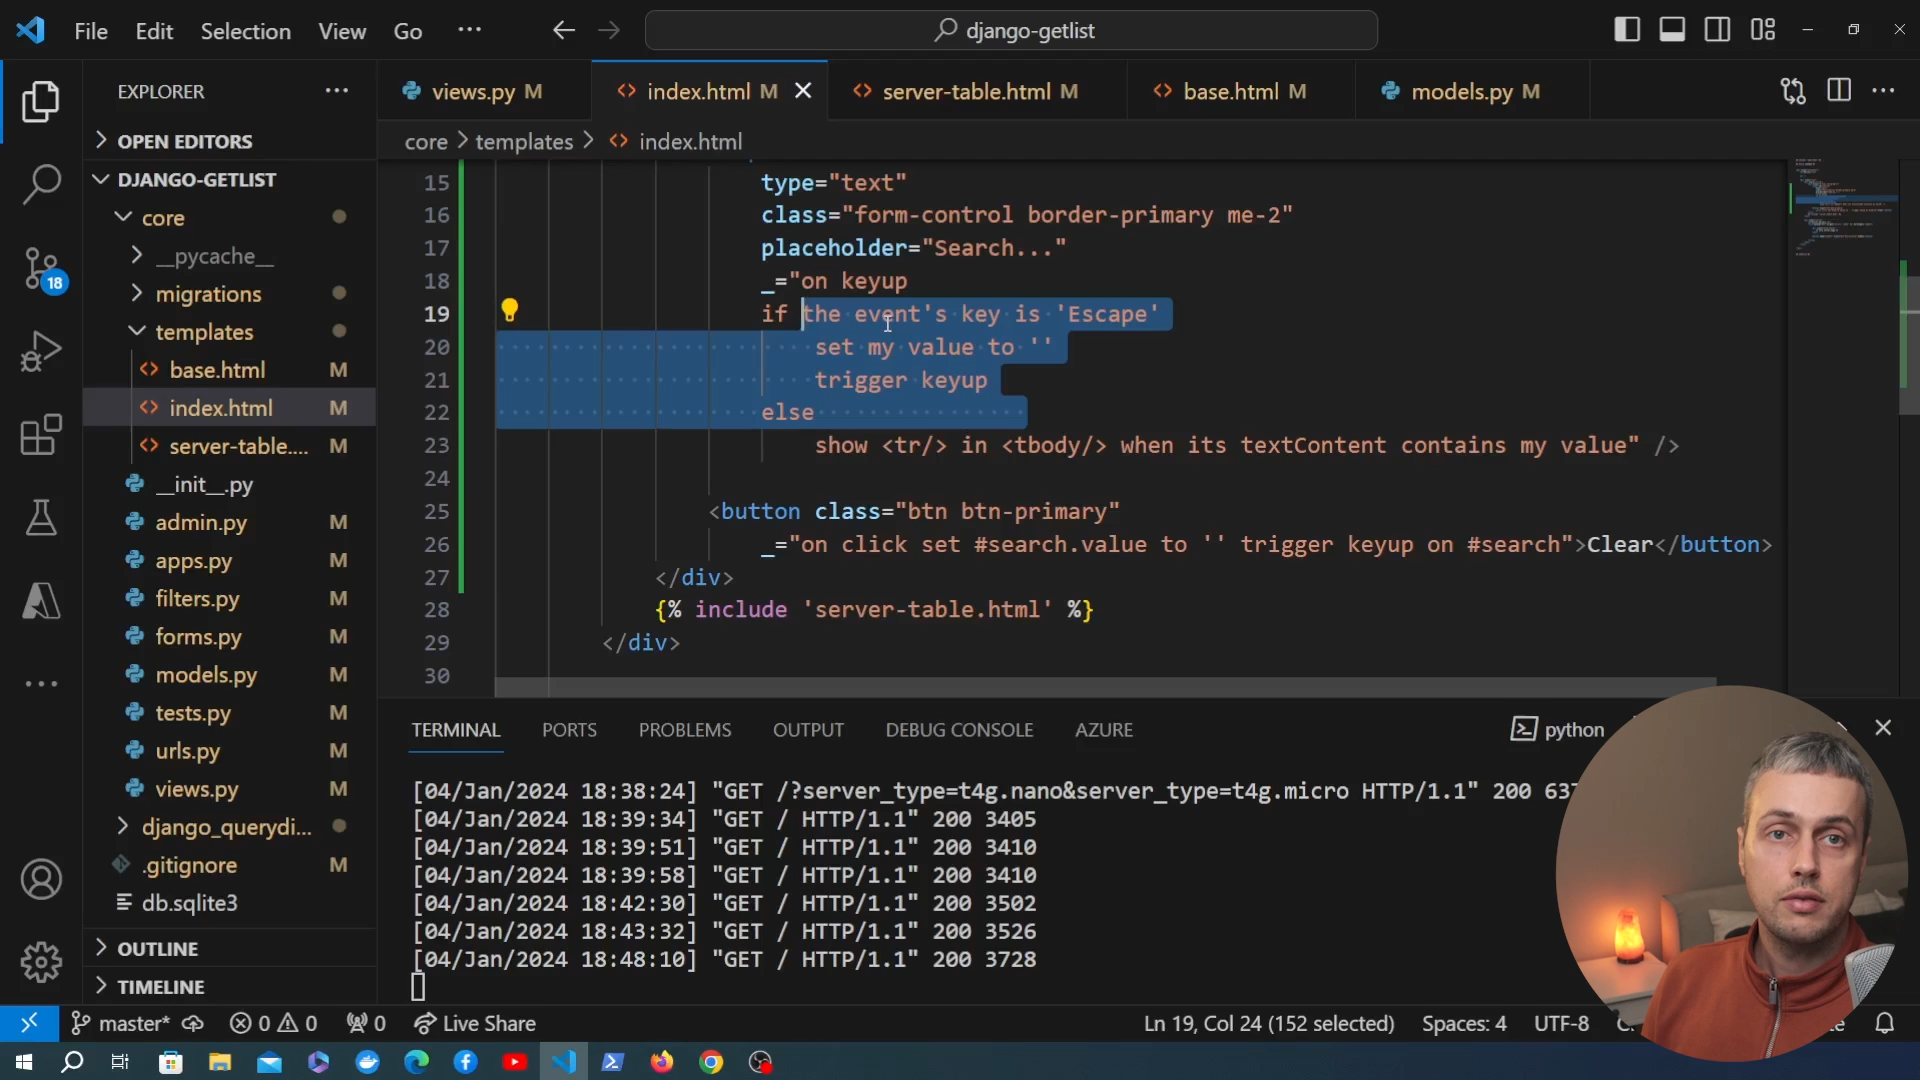 File Edit Selection View Go ··· django-getlist
EXPLORER ···
views.py M index.html M server-table.html M base.html M models.py M
OPEN EDITORS
core > templates > index.html
DJANGO-GETLIST
core
__pycache__
migrations
templates
base.html M
index.html M
server-table.... M
__init__.py
admin.py M
apps.py M
filters.py M
forms.py M
models.py M
tests.py M
urls.py M
views.py M
django_querydi...
.gitignore M
db.sqlite3
OUTLINE
TIMELINE
18
15 type="text"
16 class="form-control border-primary me-2"
17 placeholder="Search..."
18 _="on keyup
19 if the event's key is 'Escape'
20 set my value to ''
21 trigger keyup
22 else
23 show <tr/> in <tbody/> when its textContent contains my value" />
24
25 <button class="btn btn-primary"
26 _="on click set #search.value to '' trigger keyup on #search">Clear</button>
27 </div>
28 {% include 'server-table.html' %}
29 </div>
30
TERMINAL PORTS PROBLEMS OUTPUT DEBUG CONSOLE AZURE python
[04/Jan/2024 18:38:24] "GET /?server_type=t4g.nano&server_type=t4g.micro HTTP/1.1" 200 637
[04/Jan/2024 18:39:34] "GET / HTTP/1.1" 200 3405
[04/Jan/2024 18:39:51] "GET / HTTP/1.1" 200 3410
[04/Jan/2024 18:39:58] "GET / HTTP/1.1" 200 3410
[04/Jan/2024 18:42:30] "GET / HTTP/1.1" 200 3502
[04/Jan/2024 18:43:32] "GET / HTTP/1.1" 200 3526
[04/Jan/2024 18:48:10] "GET / HTTP/1.1" 200 3728
master* 0 0 0 Live Share Ln 19, Col 24 (152 selected) Spaces: 4 UTF-8